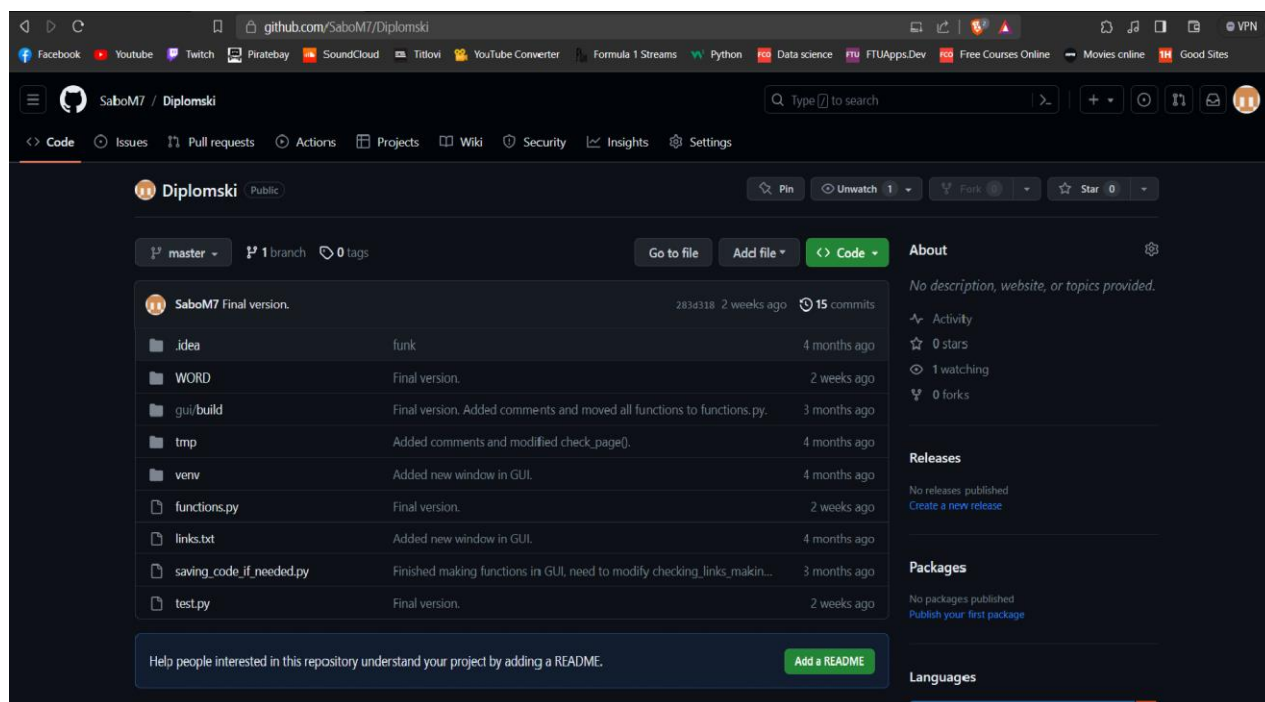 github.com/SaboM7/Diplomski
VPN
Facebook Youtube Twitch Piratebay SoundCloud Titlovi YouTube Converter Formula 1 Streams Python FCO Data science FTU FTUApps.Dev FCO Free Courses Online Movies online 1H Good Sites
SaboM7 / Diplomski
Type / to search
Code Issues Pull requests Actions Projects Wiki Security Insights Settings
Diplomski Public
Pin Unwatch 1 Fork 0 Star 0
master 1 branch 0 tags
Go to file Add file Code
SaboM7 Final version. 283d318 2 weeks ago 15 commits
.idea funk 4 months ago
WORD Final version. 2 weeks ago
gui/build Final version. Added comments and moved all functions to functions.py. 3 months ago
tmp Added comments and modified check_page(). 4 months ago
venv Added new window in GUI. 4 months ago
functions.py Final version. 2 weeks ago
links.txt Added new window in GUI. 4 months ago
saving_code_if_needed.py Finished making functions in GUI, need to modify checking_links_makin... 3 months ago
test.py Final version. 2 weeks ago
Help people interested in this repository understand your project by adding a README.
Add a README
About
No description, website, or topics provided.
Activity
0 stars
1 watching
0 forks
Releases
No releases published
Create a new release
Packages
No packages published
Publish your first package
Languages